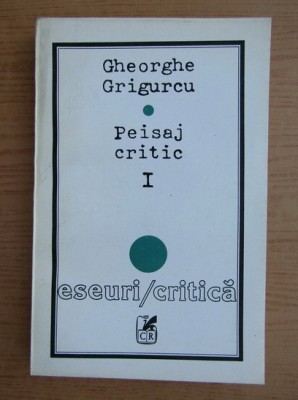 Gheorghe
Grigurcu
Peisaj
critic
I
eseuri/critică
CR